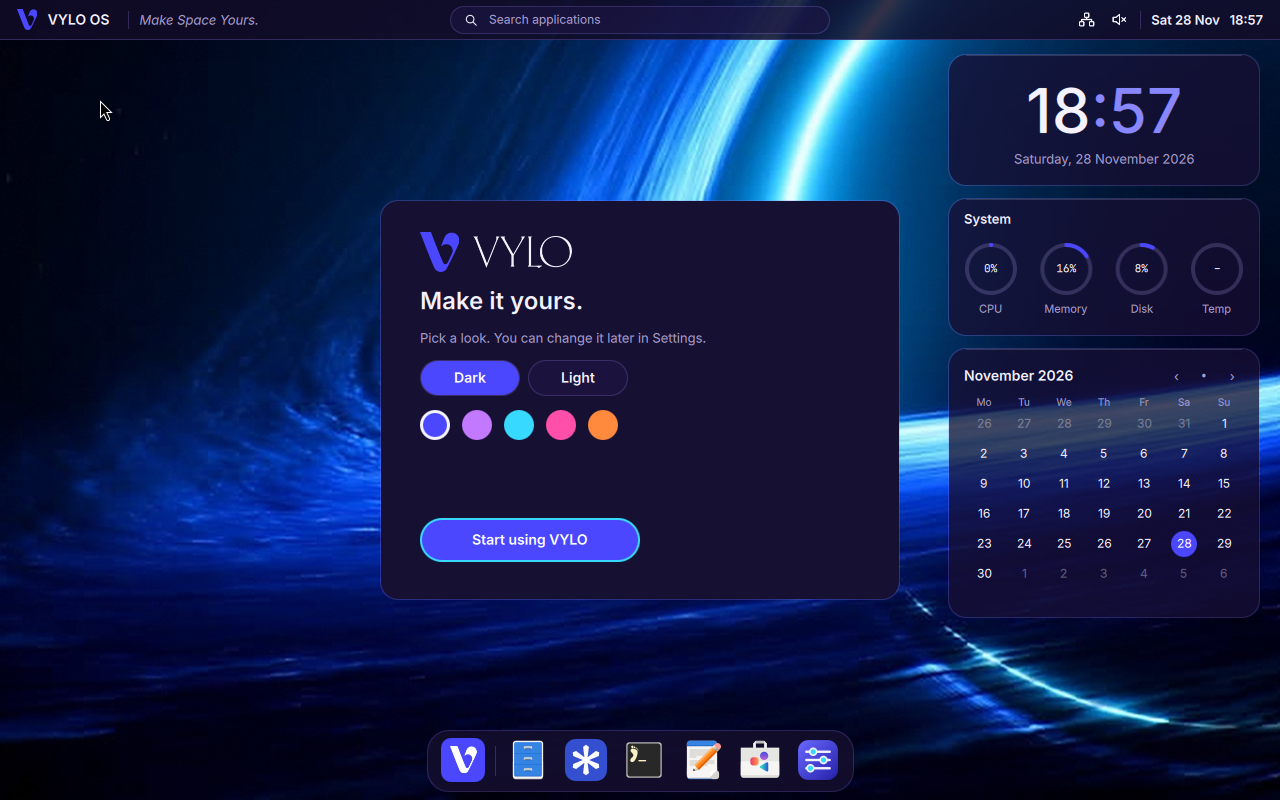 VYLO OS
Make Space Yours.
Search applications
Sat 28 Nov 18:57
18:57
Saturday, 28 November 2026
System
0% 16% 8% –
CPU Memory Disk Temp
VYLO
Make it yours.
Pick a look. You can change it later in Settings.
Dark Light
Start using VYLO
November 2026 ‹ • ›
Mo Tu We Th Fr Sa Su
26 27 28 29 30 31 1
2 3 4 5 6 7 8
9 10 11 12 13 14 15
16 17 18 19 20 21 22
23 24 25 26 27 28 29
30 1 2 3 4 5 6